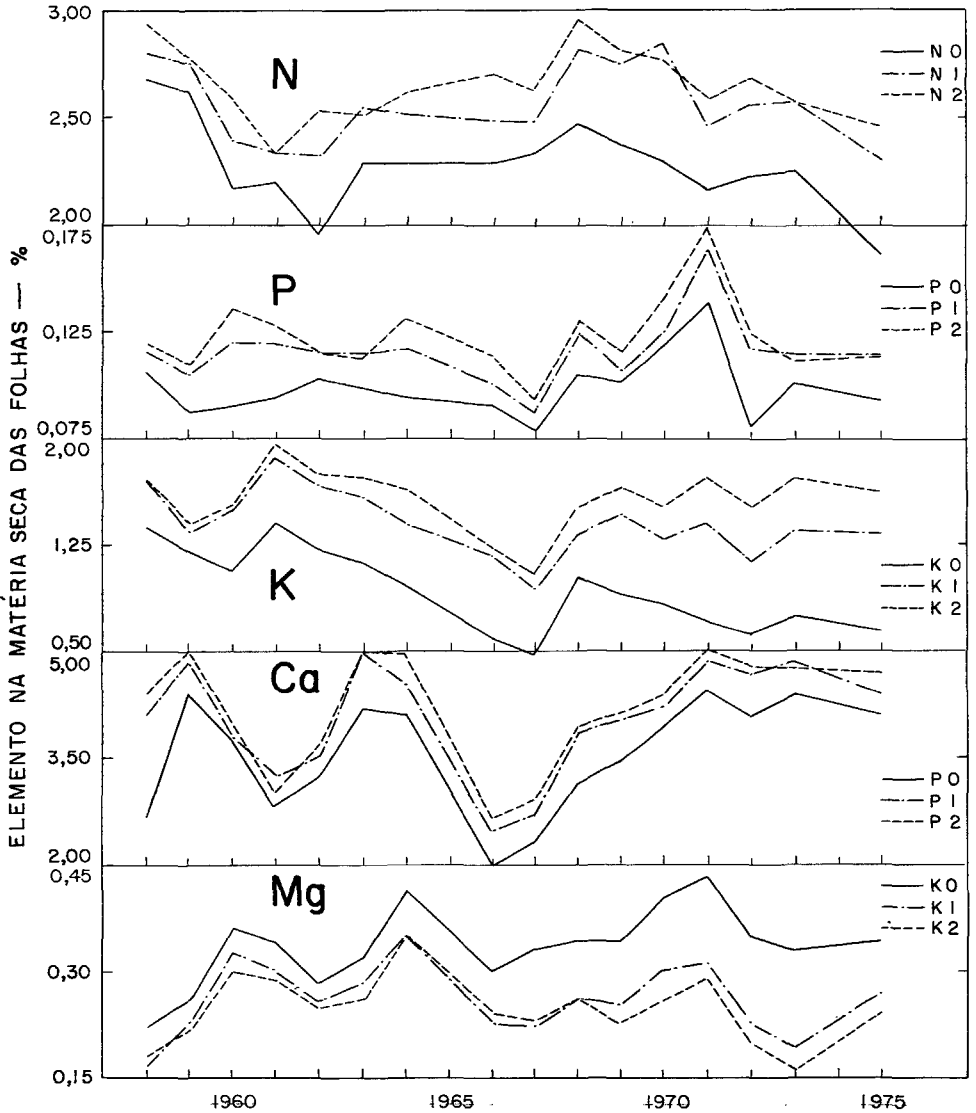 ELEMENTO NA MATÉRIA SECA DAS FOLHAS — %
3,00
N
N 0
N 1
N 2
2,50
2,00
0,175
P
P 0
P 1
P 2
0,125
0,075
2,00
1,25
K
K 0
K 1
K 2
0,50
5,00
Ca
3,50
P 0
P 1
P 2
2,00
0,45
Mg
K 0
K 1
K 2
0,30
0,15
1960 1965 1970 1975